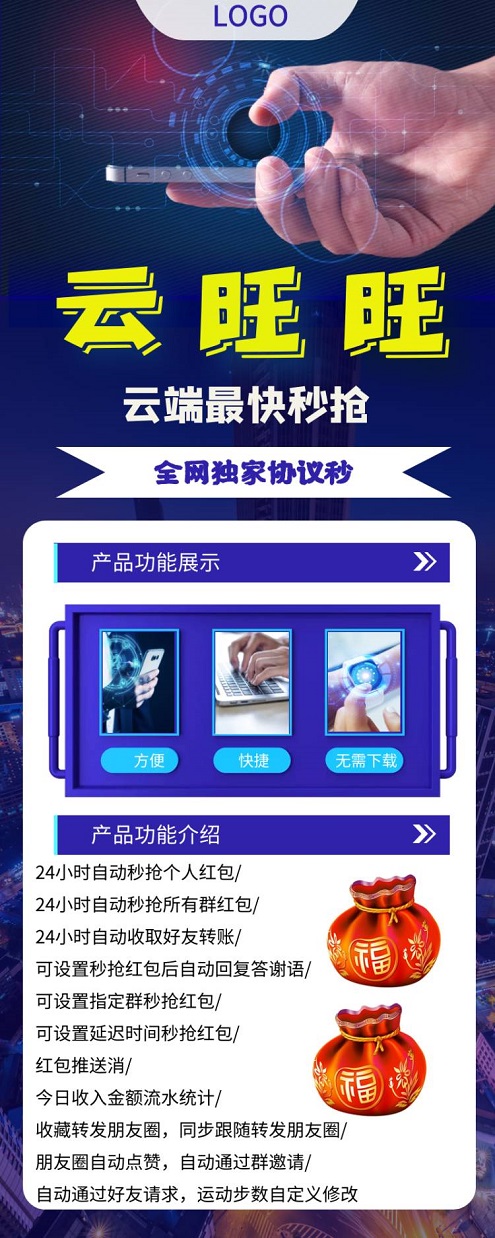 LOGO
云旺旺
云端最快秒抢
全网独家协议秒
产品功能展示
方便
快捷
无需下载
产品功能介绍
24小时自动秒抢个人红包/
24小时自动秒抢所有群红包/
24小时自动收取好友转账/
可设置秒抢红包后自动回复答谢语/
可设置指定群秒抢红包/
可设置延迟时间秒抢红包/
红包推送消/
今日收入金额流水统计/
收藏转发朋友圈，同步跟随转发朋友圈/
朋友圈自动点赞，自动通过群邀请/
自动通过好友请求，运动步数自定义修改
福
福